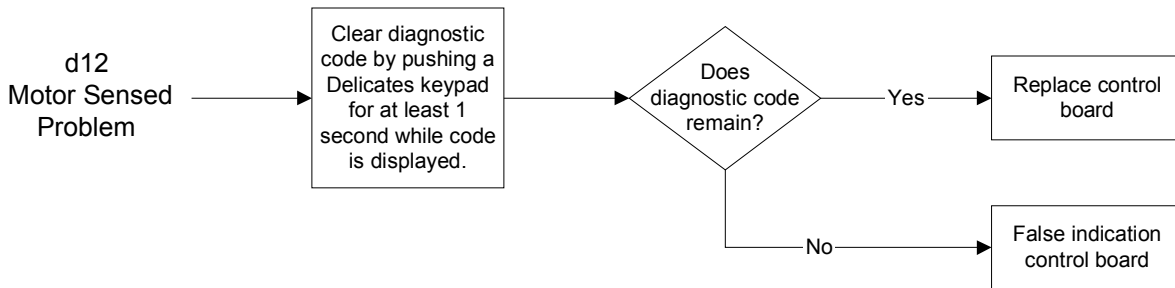 d12
Motor Sensed
Problem
Clear diagnostic
code by pushing a
Delicates keypad
for at least 1
second while code
is displayed.
Does
diagnostic code
remain?
Yes
Replace control
board
No
False indication
control board